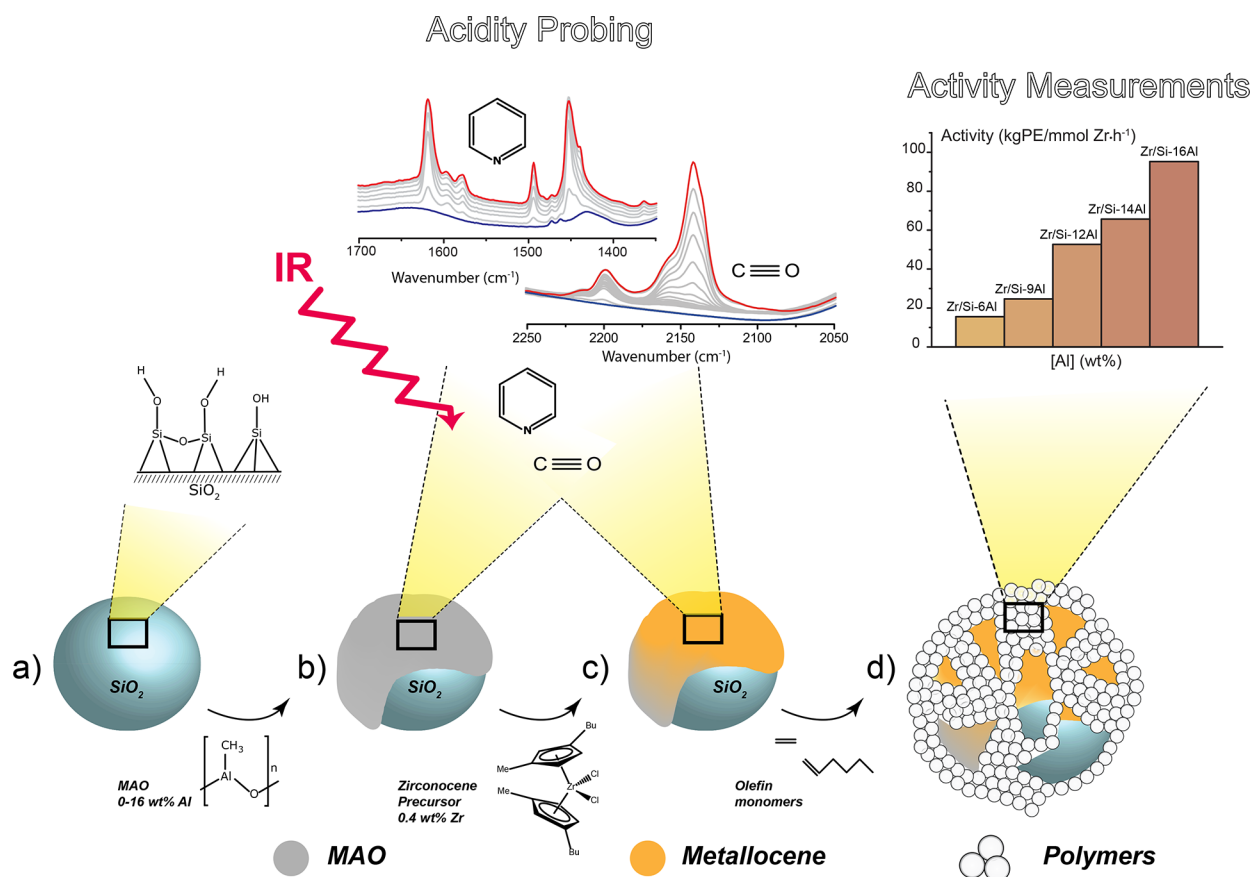 Acidity Probing
Activity Measurements
N
1700
1600
1500
1400
Wavenumber (cm⁻¹)
C O
2250
2200
2150
2100
2050
Wavenumber (cm⁻¹)
Activity (kgPE/mmol Zr·h⁻¹)
100
80
60
40
20
0
Zr/Si-6Al
Zr/Si-9Al
Zr/Si-12Al
Zr/Si-14Al
Zr/Si-16Al
[Al] (wt%)
IR
N
C O
H
H
O
O
OH
Si
O
Si
Si
SiO₂
a)
SiO₂
b)
SiO₂
c)
SiO₂
d)
MAO
0-16 wt% Al
CH₃
Al
O
n
Zirconocene
Precursor
0.4 wt% Zr
Bu
Me
Me
Zr
Cl
Cl
Bu
Olefin
monomers
MAO
Metallocene
Polymers